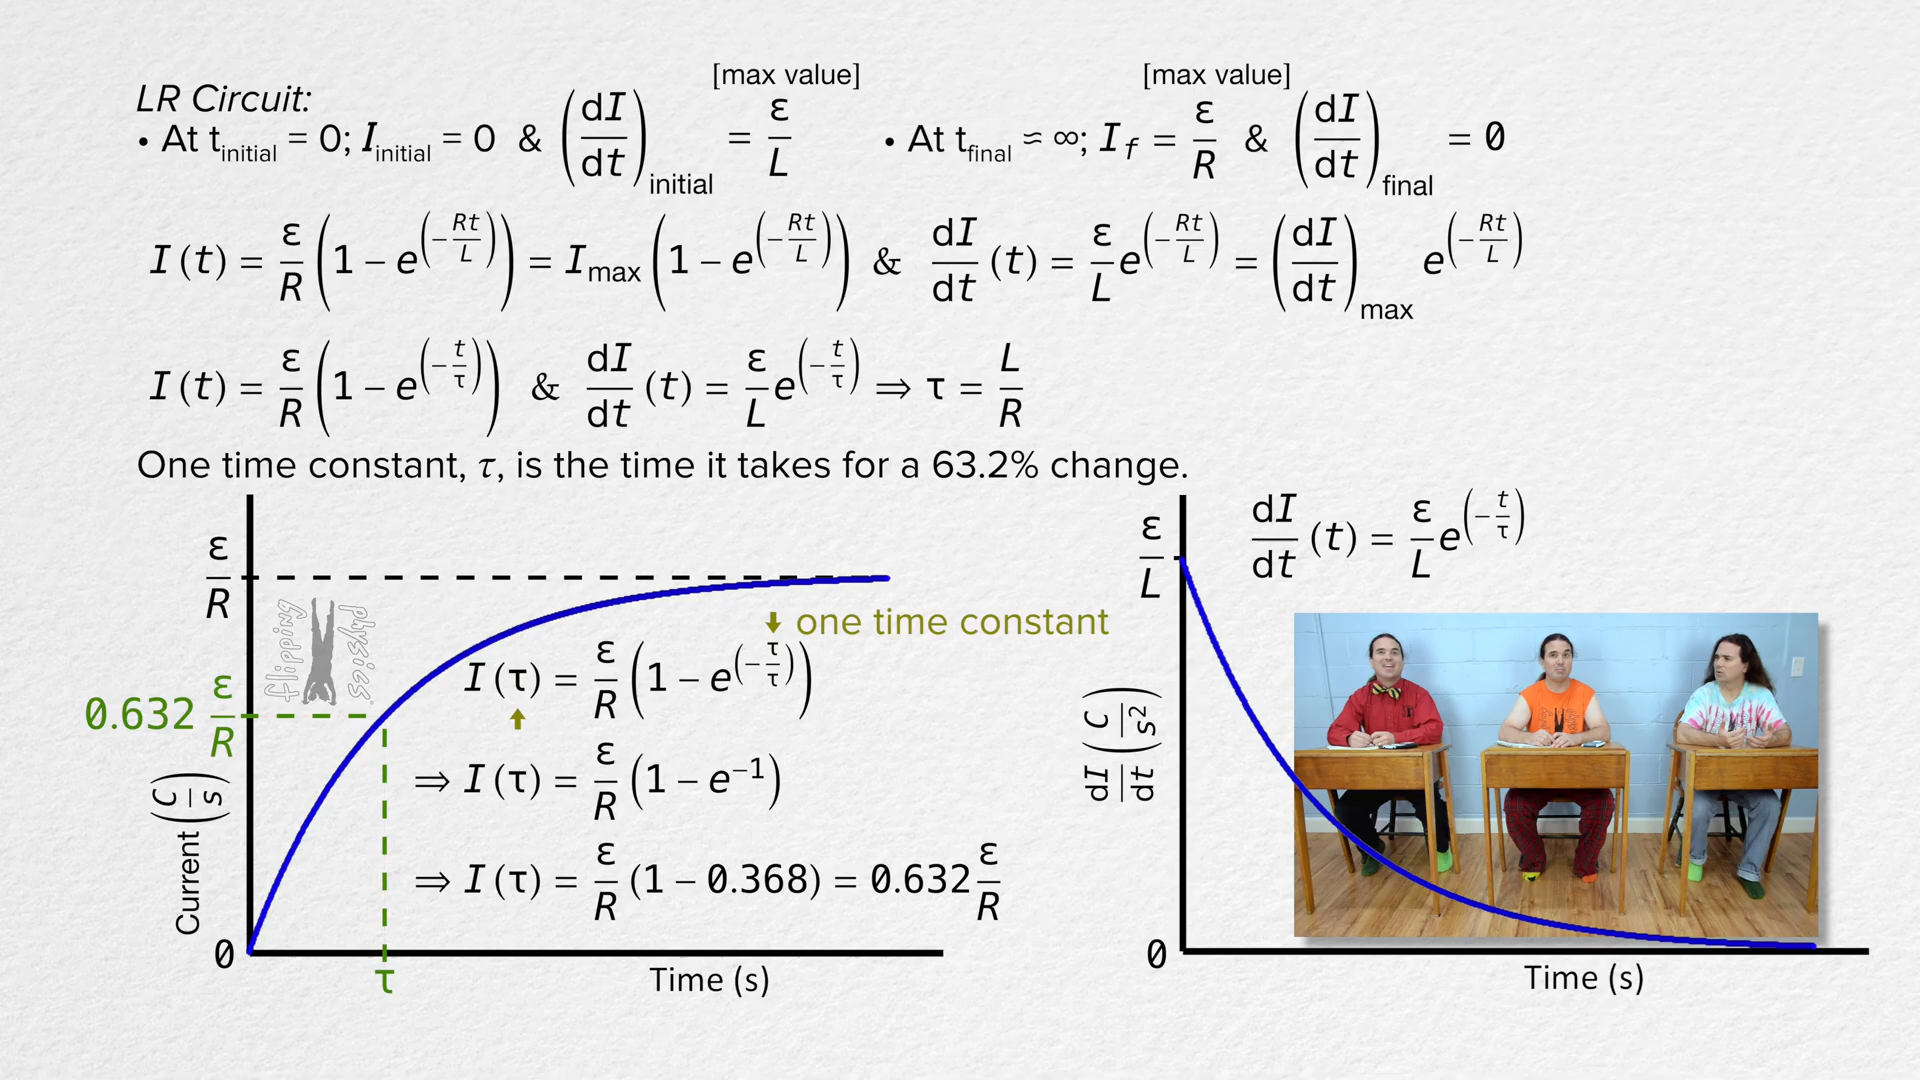 [max value] [max value]
LR Circuit:
• At t_initial = 0; I_initial = 0 & (dI/dt)_initial = ε/L • At t_final ≈ ∞; I_f = ε/R & (dI/dt)_final = 0
I(t) = ε/R (1 − e^(−Rt/L)) = I_max (1 − e^(−Rt/L)) & dI/dt (t) = ε/L e^(−Rt/L) = (dI/dt)_max e^(−Rt/L)
I(t) = ε/R (1 − e^(−t/τ)) & dI/dt (t) = ε/L e^(−t/τ) ⇒ τ = L/R
One time constant, τ, is the time it takes for a 63.2% change.
ε/R
flipping physics
0.632 ε/R
Current (C/s)
0
τ
Time (s)
one time constant
I(τ) = ε/R (1 − e^(−τ/τ))
⇒ I(τ) = ε/R (1 − e^−1)
⇒ I(τ) = ε/R (1 − 0.368) = 0.632 ε/R
ε/L
dI/dt (t) = ε/L e^(−t/τ)
dI/dt (C/s²)
0
Time (s)